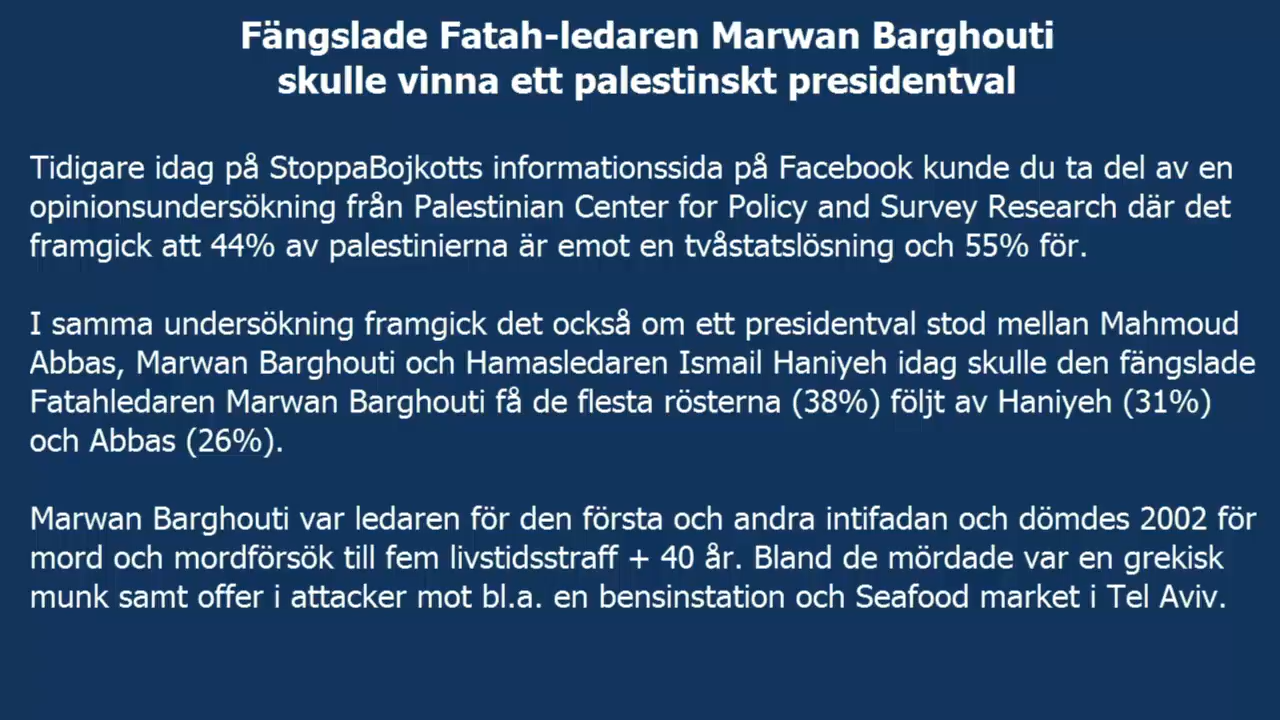 Fängslade Fatah-ledaren Marwan Barghouti
skulle vinna ett palestinskt presidentval
Tidigare idag på StoppaBojkotts informationssida på Facebook kunde du ta del av en
opinionsundersökning från Palestinian Center for Policy and Survey Research där det
framgick att 44% av palestinierna är emot en tvåstatslösning och 55% för.
I samma undersökning framgick det också om ett presidentval stod mellan Mahmoud
Abbas, Marwan Barghouti och Hamasledaren Ismail Haniyeh idag skulle den fängslade
Fatahledaren Marwan Barghouti få de flesta rösterna (38%) följt av Haniyeh (31%)
och Abbas (26%).
Marwan Barghouti var ledaren för den första och andra intifadan och dömdes 2002 för
mord och mordförsök till fem livstidsstraff + 40 år. Bland de mördade var en grekisk
munk samt offer i attacker mot bl.a. en bensinstation och Seafood market i Tel Aviv.